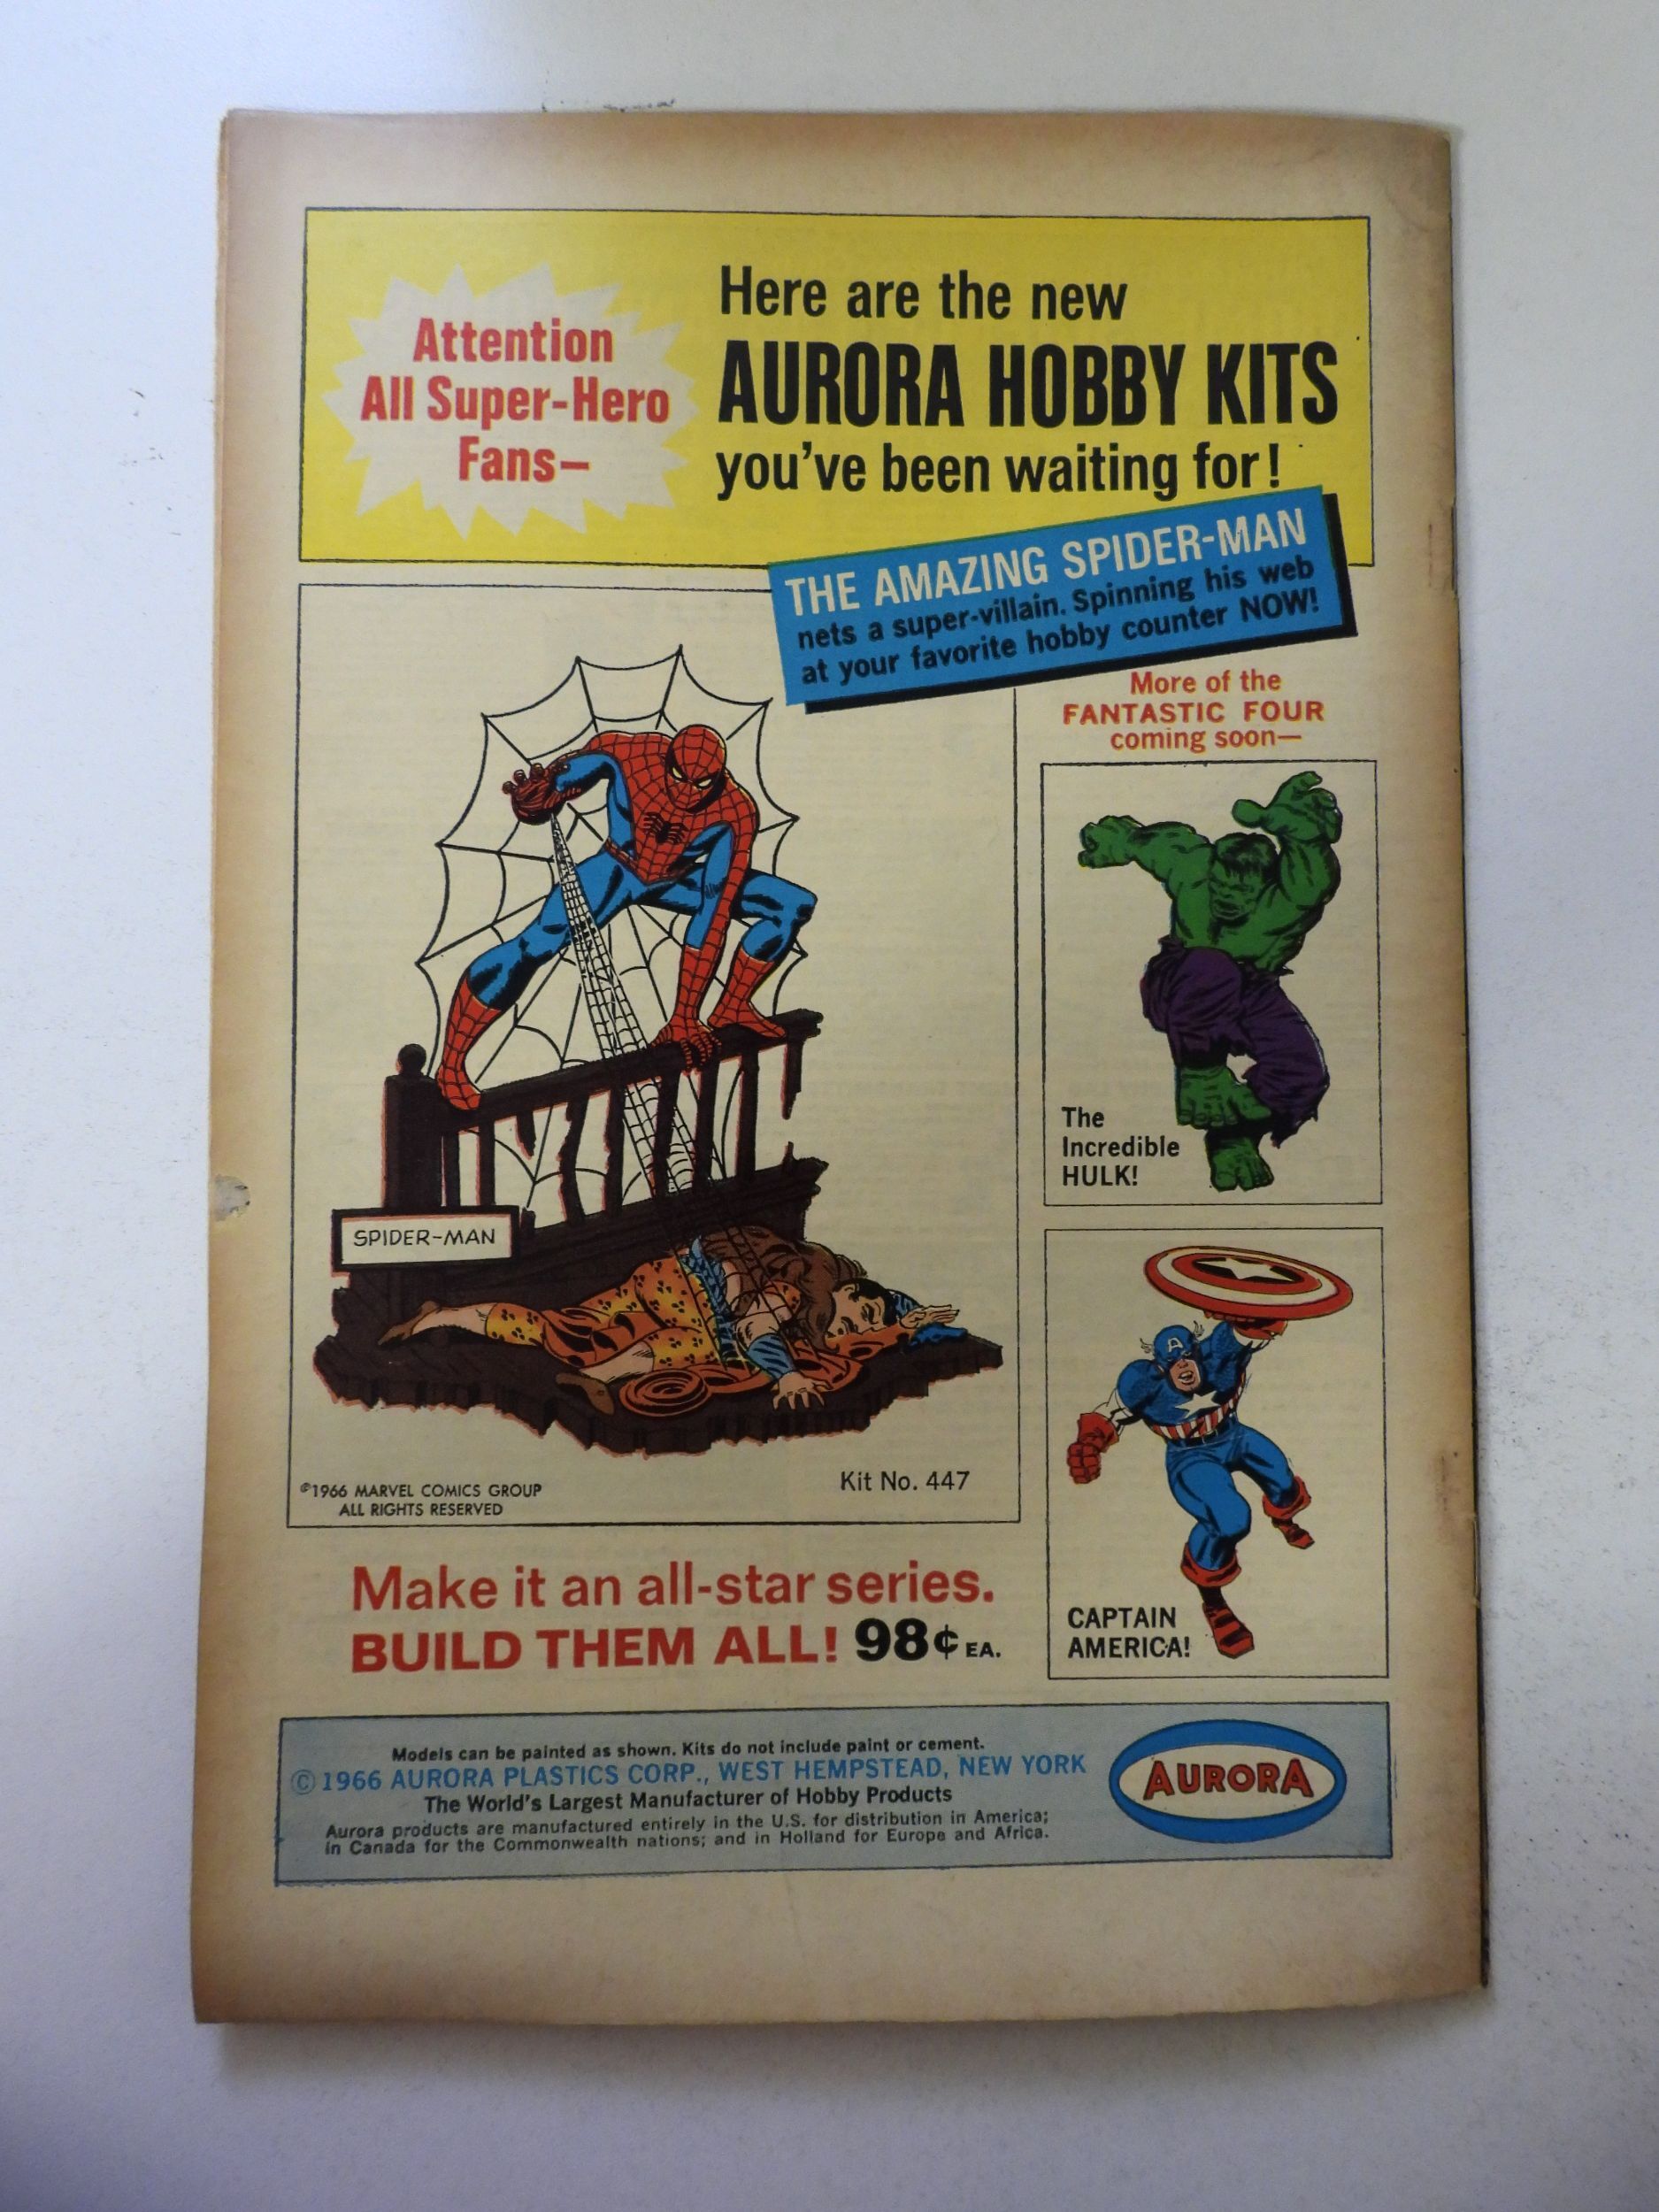 Attention
All Super-Hero
Fans—
Here are the new
AURORA HOBBY KITS
you've been waiting for!
THE AMAZING SPIDER-MAN
nets a super-villain. Spinning his web
at your favorite hobby counter NOW!
More of the
FANTASTIC FOUR
coming soon—
The
Incredible
HULK!
SPIDER-MAN
A
Kit No. 447
©1966 MARVEL COMICS GROUP
ALL RIGHTS RESERVED
CAPTAIN
AMERICA!
Make it an all-star series.
BUILD THEM ALL! 98¢ EA.
Models can be painted as shown. Kits do not include paint or cement.
© 1966 AURORA PLASTICS CORP., WEST HEMPSTEAD, NEW YORK
The World's Largest Manufacturer of Hobby Products
Aurora products are manufactured entirely in the U.S. for distribution in America;
in Canada for the Commonwealth nations; and in Holland for Europe and Africa.
AURORA